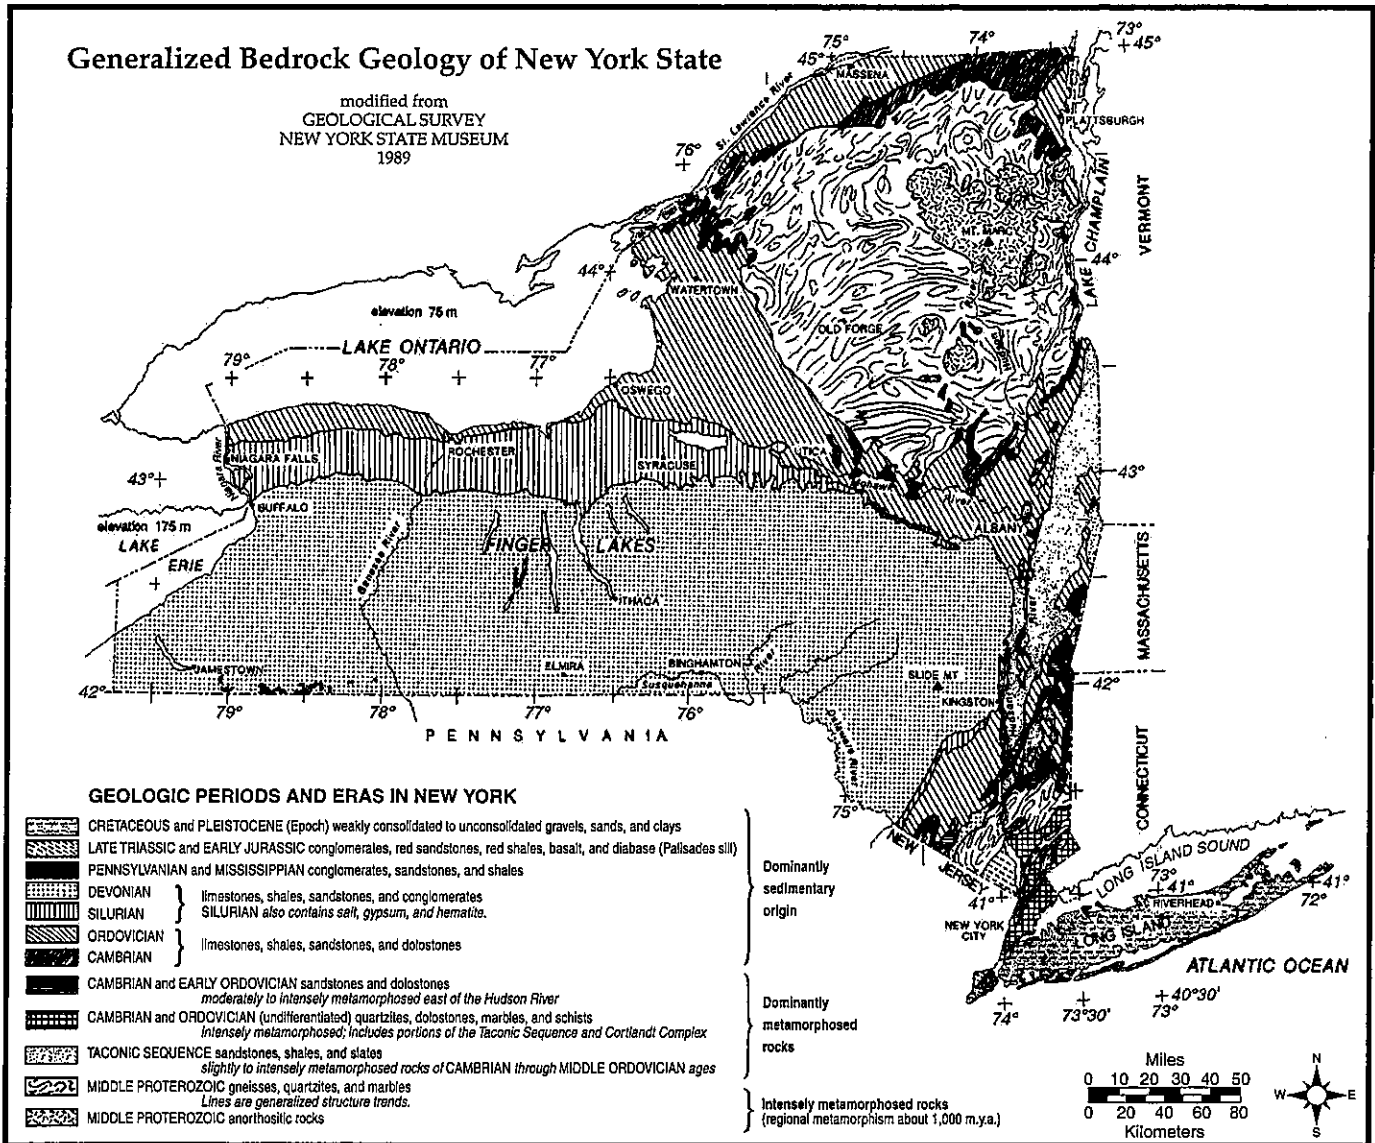 Generalized Bedrock Geology of New York State
modified from
GEOLOGICAL SURVEY
NEW YORK STATE MUSEUM
1989
75°
74°
73°
45°
45°
MASSENA
St. Lawrence River
PLATTSBURGH
76°
LAKE CHAMPLAIN
VERMONT
MT. MARCY
44°
44°
WATERTOWN
elevation 75 m
OLD FORGE
Hudson
River
LAKE ONTARIO
79°
78°
77°
OSWEGO
NIAGARA FALLS
Niagara River
ROCHESTER
SYRACUSE
UTICA
Mohawk
River
43°
43°
BUFFALO
elevation 175 m
LAKE
ERIE
Genesee River
FINGER
LAKES
ALBANY
ITHACA
MASSACHUSETTS
Hudson
River
JAMESTOWN
ELMIRA
BINGHAMTON
River
Susquehanna
SLIDE MT
KINGSTON
42°
42°
79°
78°
77°
76°
PENNSYLVANIA
Delaware River
75°
CONNECTICUT
NEW JERSEY
LONG ISLAND SOUND
73°
41°
41°
41°
72°
RIVERHEAD
NEW YORK
CITY
LONG ISLAND
ATLANTIC OCEAN
40°30'
74°
73°30'
73°
GEOLOGIC PERIODS AND ERAS IN NEW YORK
CRETACEOUS and PLEISTOCENE (Epoch) weakly consolidated to unconsolidated gravels, sands, and clays
LATE TRIASSIC and EARLY JURASSIC conglomerates, red sandstones, red shales, basalt, and diabase (Palisades sill)
PENNSYLVANIAN and MISSISSIPPIAN conglomerates, sandstones, and shales
DEVONIAN
SILURIAN
limestones, shales, sandstones, and conglomerates
SILURIAN also contains salt, gypsum, and hematite.
ORDOVICIAN
CAMBRIAN
limestones, shales, sandstones, and dolostones
Dominantly
sedimentary
origin
CAMBRIAN and EARLY ORDOVICIAN sandstones and dolostones
moderately to intensely metamorphosed east of the Hudson River
CAMBRIAN and ORDOVICIAN (undifferentiated) quartzites, dolostones, marbles, and schists
intensely metamorphosed; includes portions of the Taconic Sequence and Cortlandt Complex
TACONIC SEQUENCE sandstones, shales, and slates
slightly to intensely metamorphosed rocks of CAMBRIAN through MIDDLE ORDOVICIAN ages
Dominantly
metamorphosed
rocks
MIDDLE PROTEROZOIC gneisses, quartzites, and marbles
Lines are generalized structure trends.
MIDDLE PROTEROZOIC anorthositic rocks
Intensely metamorphosed rocks
(regional metamorphism about 1,000 m.y.a.)
Miles
0 10 20 30 40 50
0 20 40 60 80
Kilometers
N
W
E
S